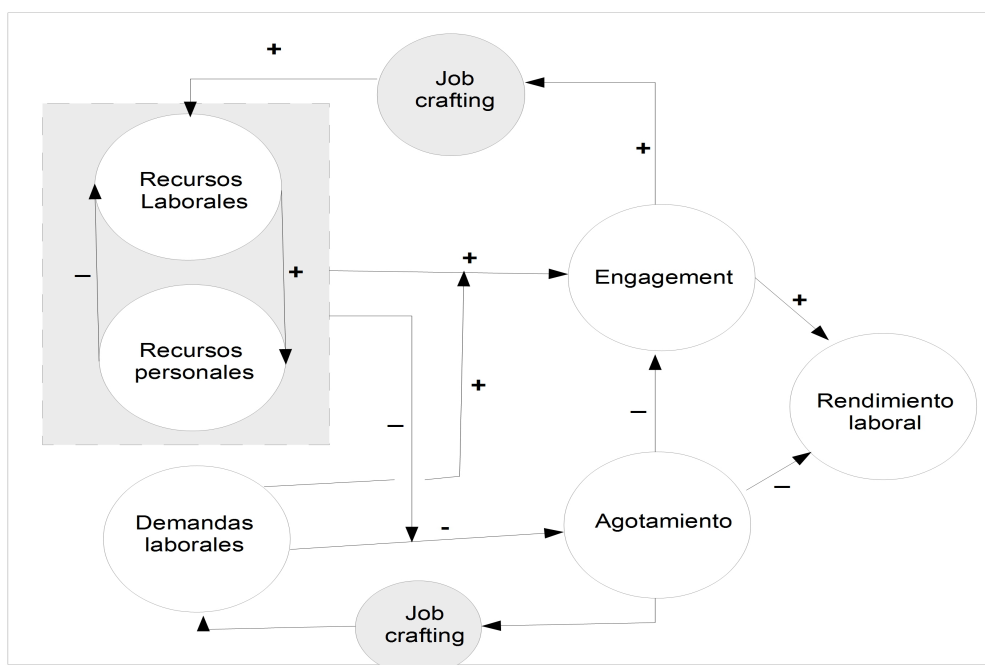 +
Job
crafting
+
Recursos
Laborales
–
+
+
Engagement
+
Recursos
personales
+
–
–
Rendimiento
laboral
–
Demandas
laborales
-
Agotamiento
Job
crafting